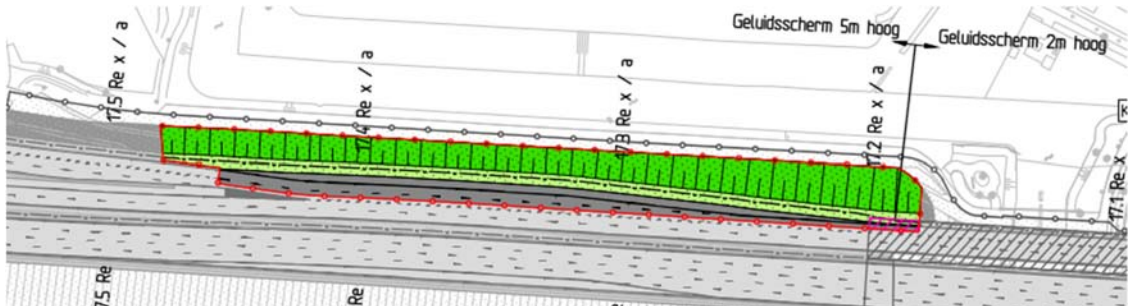 Geluidsscherm 5m hoog
Geluidsscherm 2m hoog
17.5 Re x / a
17.4 Re x / a
17.3 Re x / a
17.2 Re x / a
17.1 Re x
17.5 Re
Re